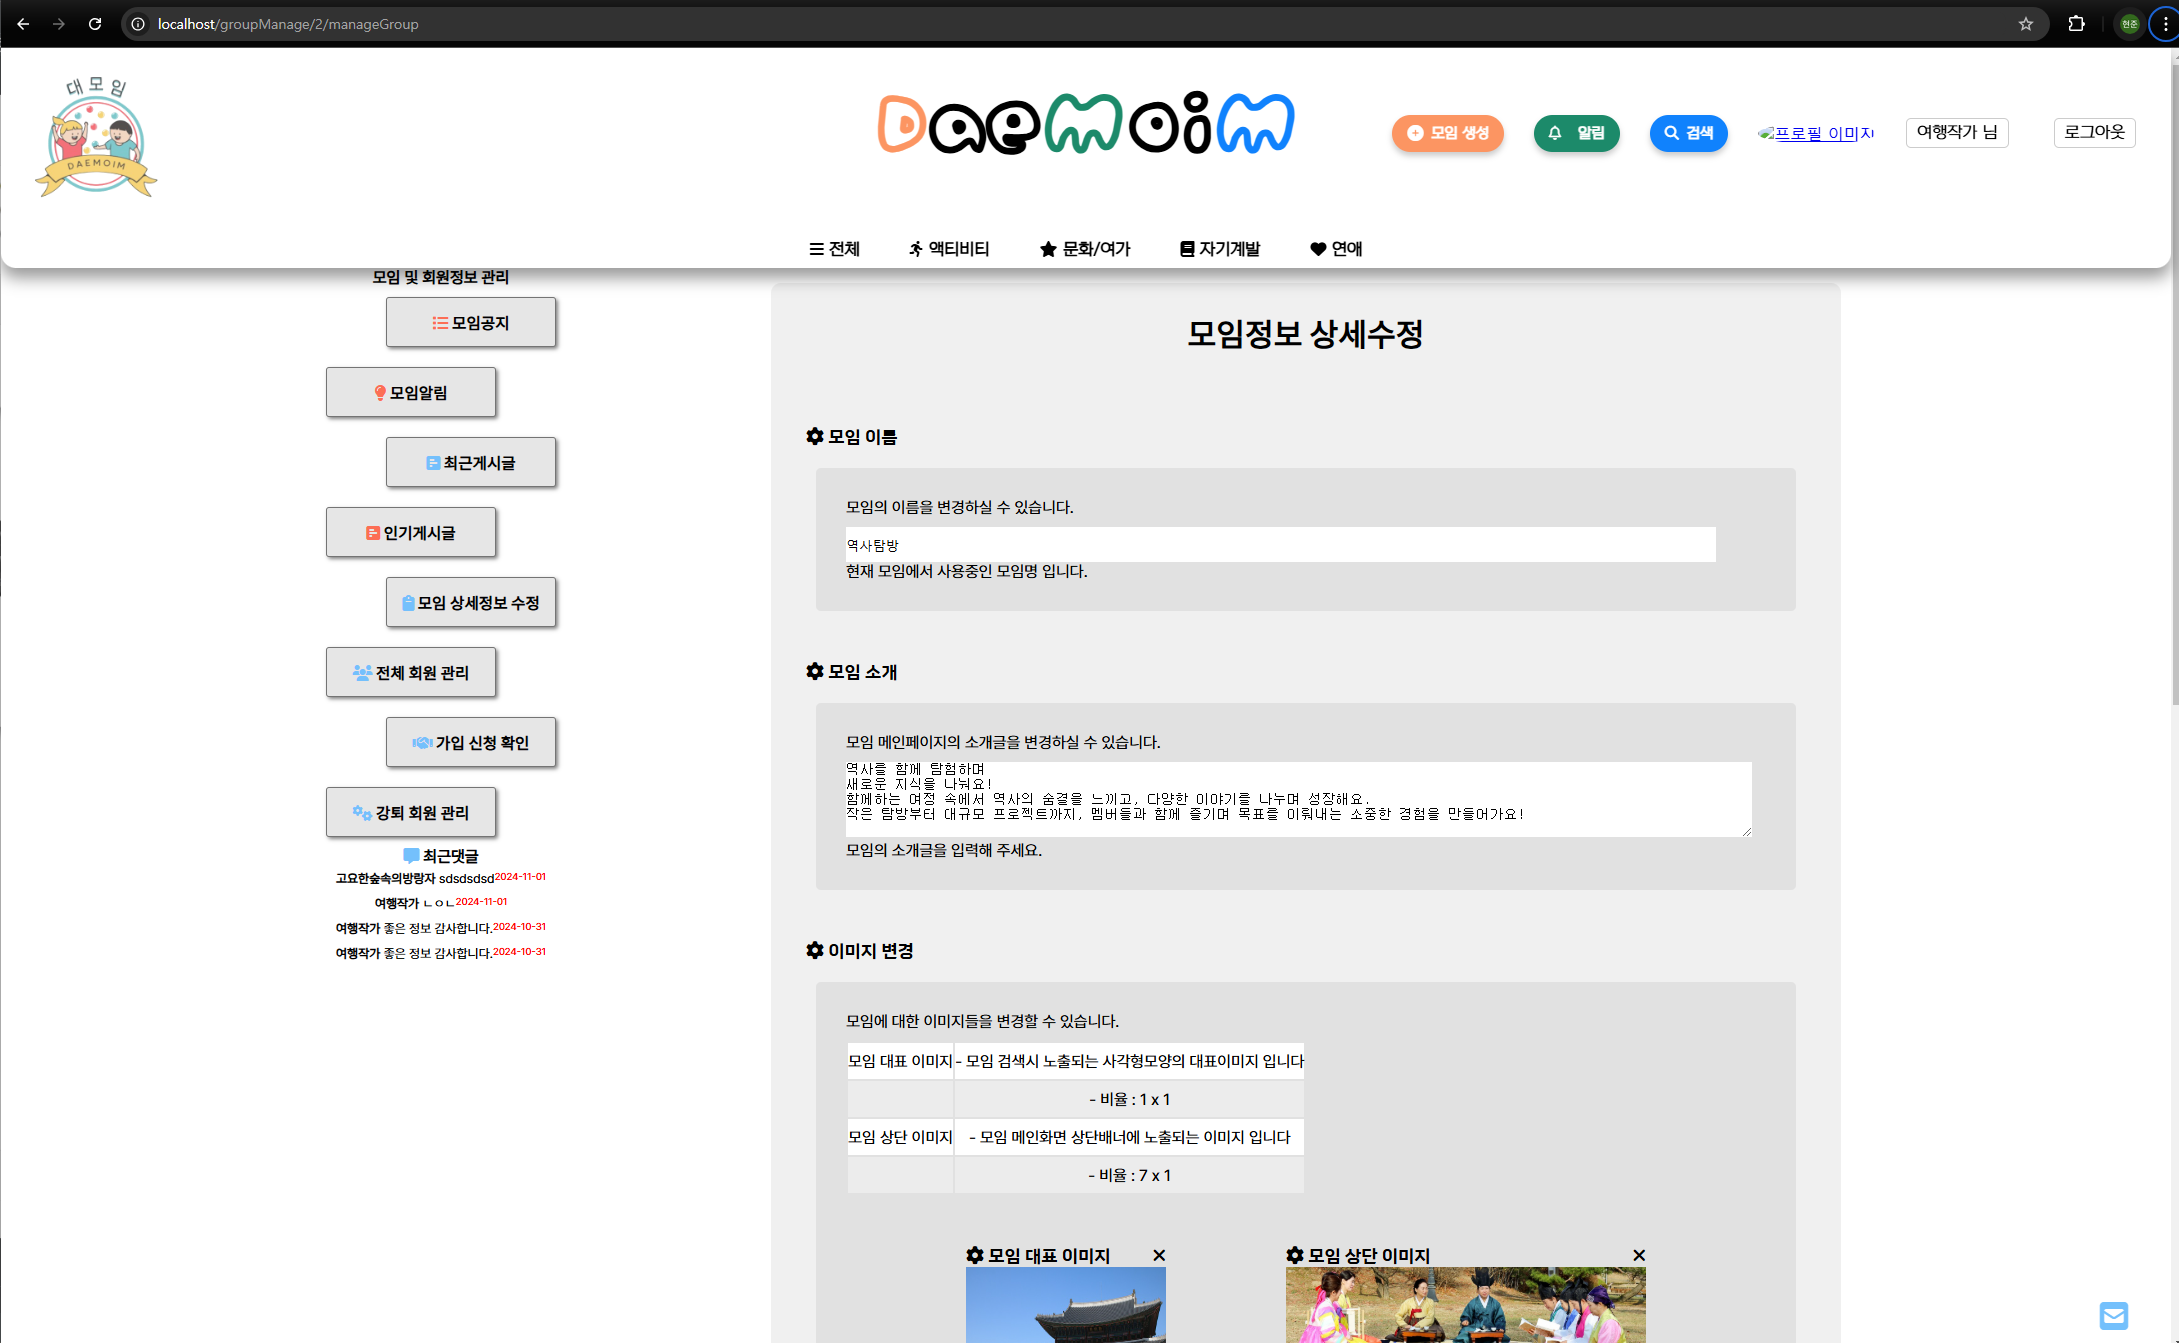 localhost/groupManage/2/manageGroup
현준
대모임
DAEMOIM
DaeMoiM
모임 생성
알림
검색
프로필 이미지
여행작가 님
로그아웃
전체
액티비티
문화/여가
자기계발
연애
모임 및 회원정보 관리
모임공지
모임알림
최근게시글
인기게시글
모임 상세정보 수정
전체 회원 관리
가입 신청 확인
강퇴 회원 관리
최근댓글
고요한숲속의방랑자 sdsdsdsd2024-11-01
여행작가 ㄴㅇㄴ2024-11-01
여행작가 좋은 정보 감사합니다.2024-10-31
여행작가 좋은 정보 감사합니다.2024-10-31
모임정보 상세수정
모임 이름
모임의 이름을 변경하실 수 있습니다.
역사탐방
현재 모임에서 사용중인 모임명 입니다.
모임 소개
모임 메인페이지의 소개글을 변경하실 수 있습니다.
역사를 함께 탐험하며
새로운 지식을 나눠요!
함께하는 여정 속에서 역사의 숨결을 느끼고, 다양한 이야기를 나누며 성장해요.
작은 탐방부터 대규모 프로젝트까지, 멤버들과 함께 즐기며 목표를 이뤄내는 소중한 경험을 만들어가요!
모임의 소개글을 입력해 주세요.
이미지 변경
모임에 대한 이미지들을 변경할 수 있습니다.
모임 대표 이미지 - 모임 검색시 노출되는 사각형모양의 대표이미지 입니다
- 비율 : 1 x 1
모임 상단 이미지 - 모임 메인화면 상단배너에 노출되는 이미지 입니다
- 비율 : 7 x 1
모임 대표 이미지
모임 상단 이미지